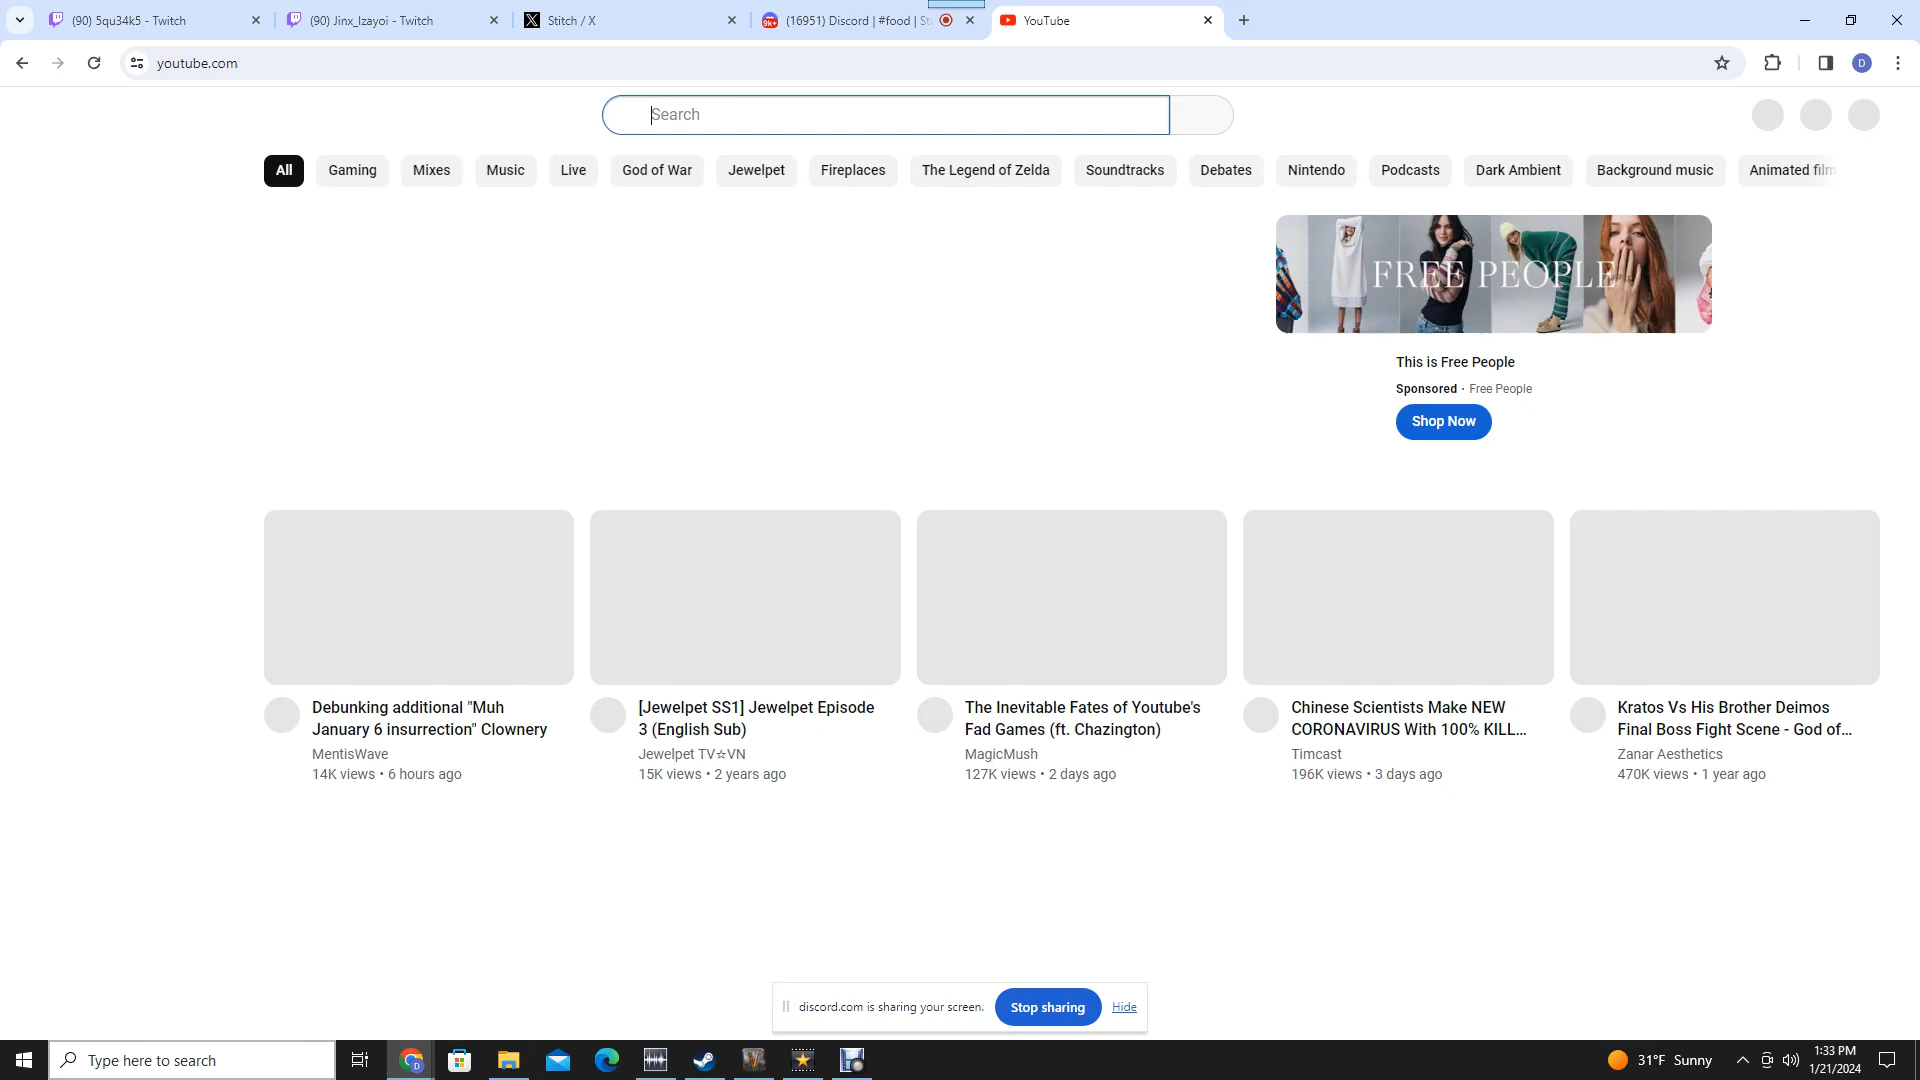 (90) 5qu34k5 - Twitch
(90) Jinx_Izayoi - Twitch
Stitch / X
9k+
(16951) Discord | #food | St
YouTube
youtube.com
D
Search
All
Gaming
Mixes
Music
Live
God of War
Jewelpet
Fireplaces
The Legend of Zelda
Soundtracks
Debates
Nintendo
Podcasts
Dark Ambient
Background music
Animated film
FREE PEOPLE
This is Free People
Sponsored · Free People
Shop Now
Debunking additional "Muh
January 6 insurrection" Clownery
MentisWave
14K views • 6 hours ago
[Jewelpet SS1] Jewelpet Episode
3 (English Sub)
Jewelpet TV☆VN
15K views • 2 years ago
The Inevitable Fates of Youtube's
Fad Games (ft. Chazington)
MagicMush
127K views • 2 days ago
Chinese Scientists Make NEW
CORONAVIRUS With 100% KILL...
Timcast
196K views • 3 days ago
Kratos Vs His Brother Deimos
Final Boss Fight Scene - God of...
Zanar Aesthetics
470K views • 1 year ago
discord.com is sharing your screen.
Stop sharing
Hide
Type here to search
D
31°F Sunny
1:33 PM
1/21/2024